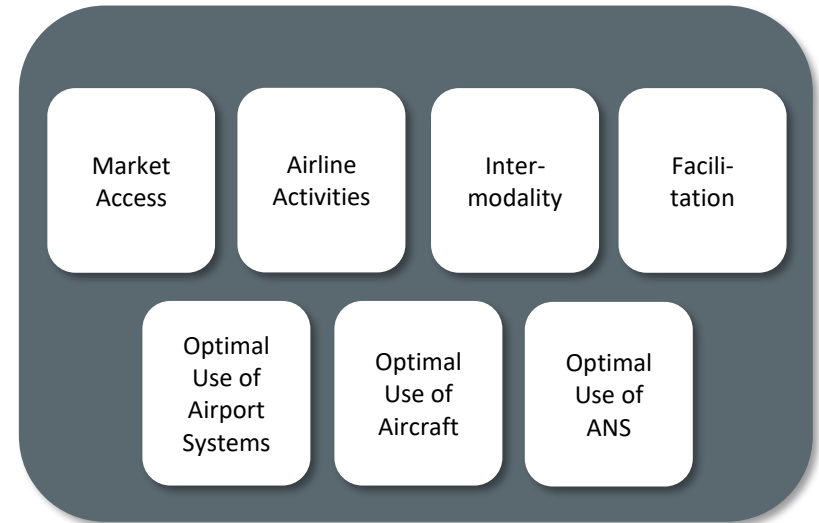 Market
Access
Airline
Activities
Inter-
modality
Facili-
tation
Optimal
Use of
Airport
Systems
Optimal
Use of
Aircraft
Optimal
Use of
ANS